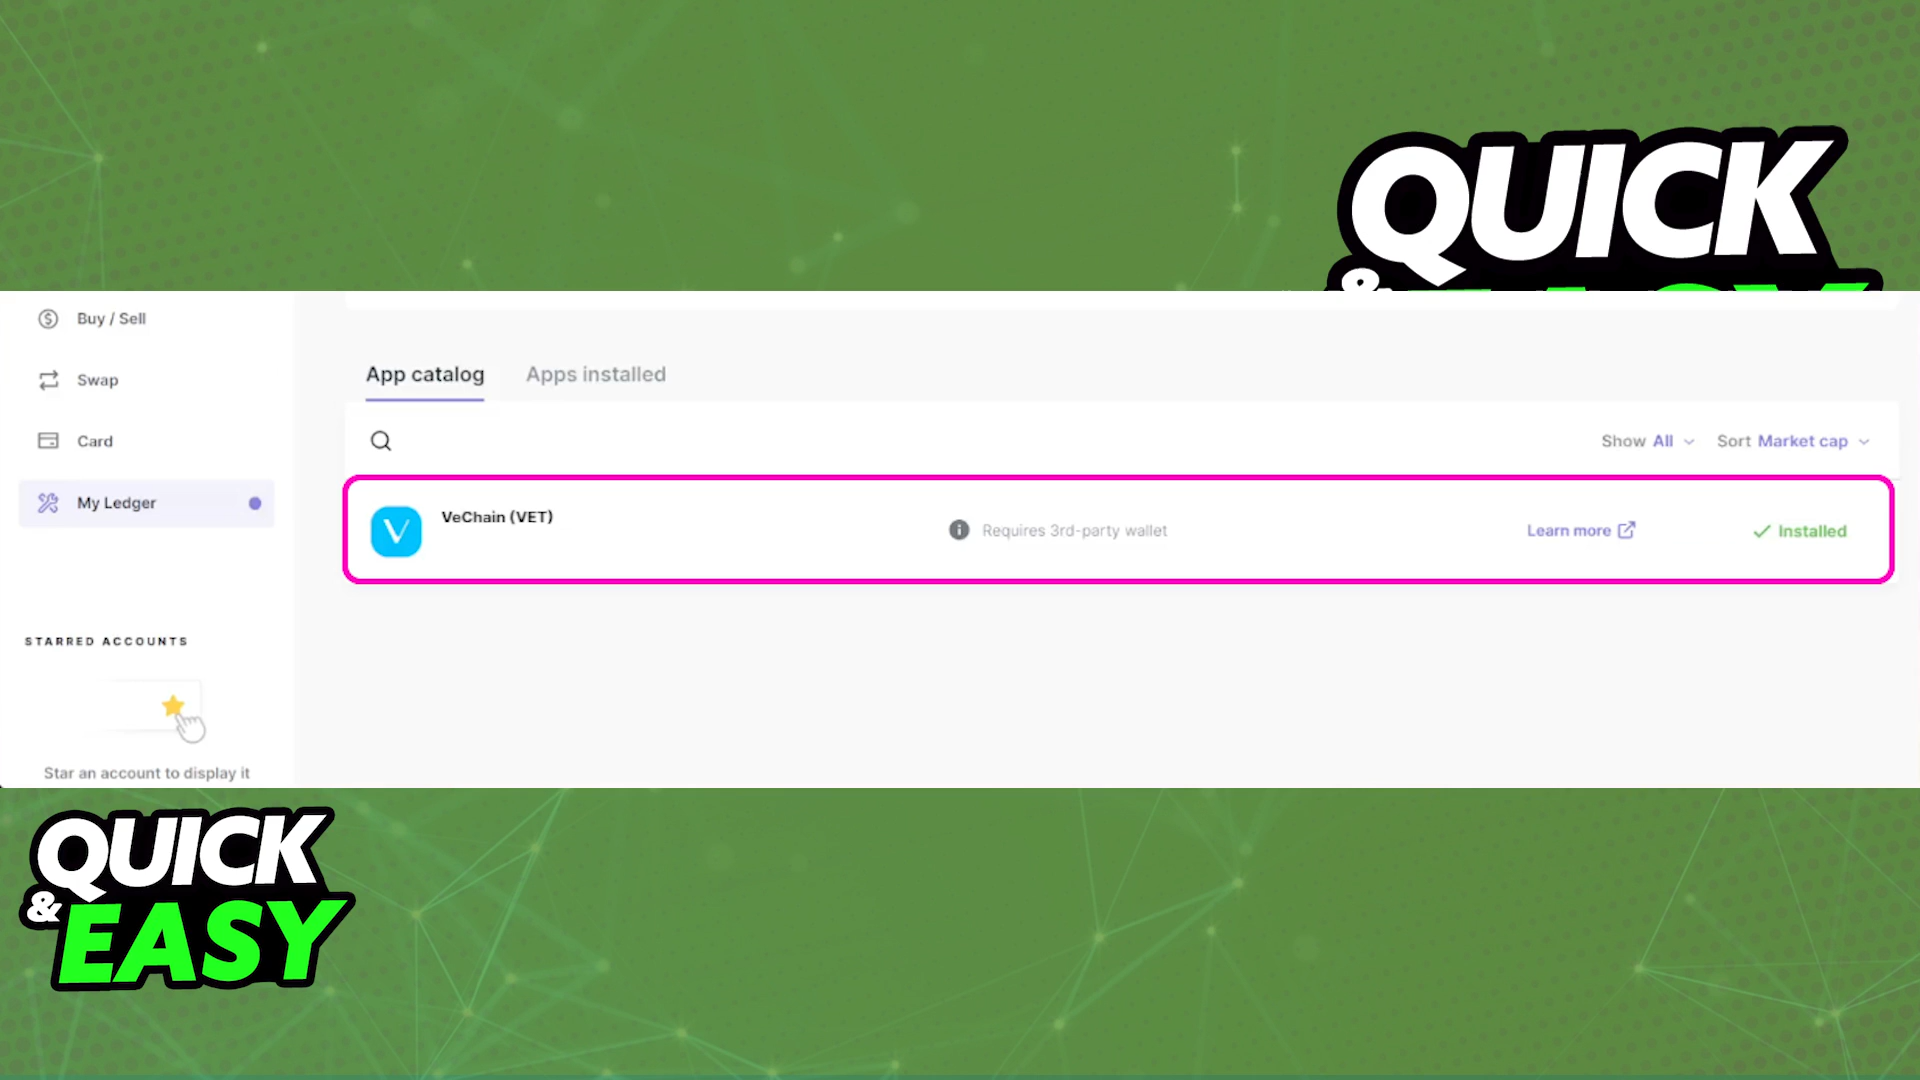 QUICK
&
Buy / Sell
Swap
Card
My Ledger
STARRED ACCOUNTS
Star an account to display it
App catalog Apps installed
Show All Sort Market cap
VeChain (VET) Requires 3rd-party wallet Learn more Installed
QUICK
& EASY